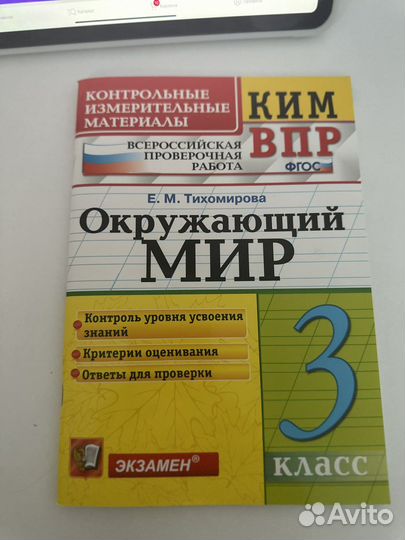 КОНТРОЛЬНЫЕ
ИЗМЕРИТЕЛЬНЫЕ
МАТЕРИАЛЫ
КИМ
ВСЕРОССИЙСКАЯ
ПРОВЕРОЧНАЯ
РАБОТА
ВПР
ФГОС
Е. М. Тихомирова
Окружающий
МИР
Контроль уровня усвоения
знаний
Критерии оценивания
Ответы для проверки
3
класс
ЭКЗАМЕН®
Avito